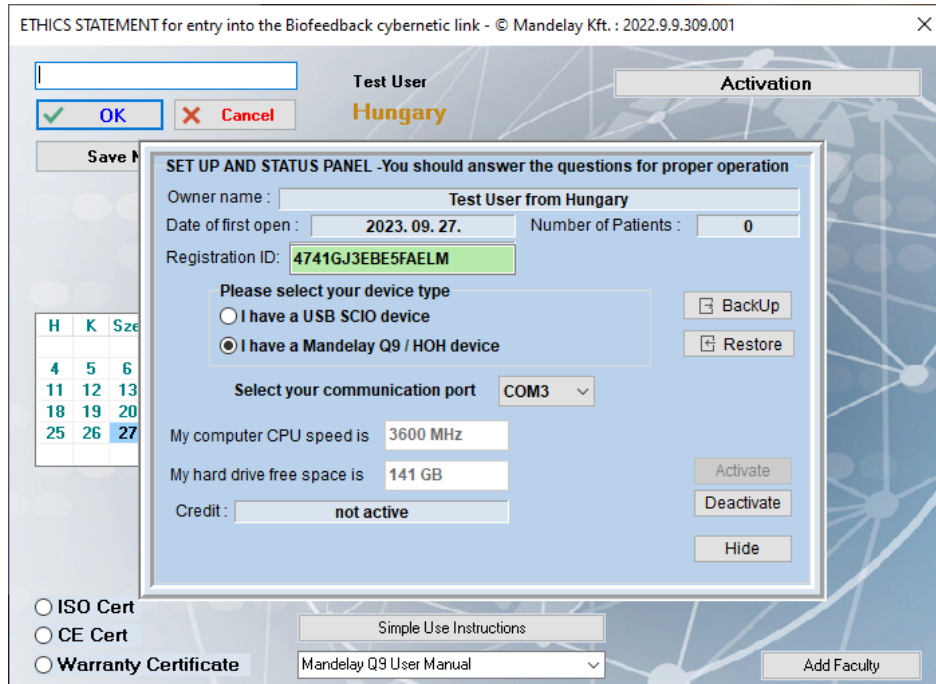 ETHICS STATEMENT for entry into the Biofeedback cybernetic link - © Mandelay Kft. : 2022.9.9.309.001
Test User
Activation
OK
Cancel
Hungary
SET UP AND STATUS PANEL -You should answer the questions for proper operation
Owner name :
Test User from Hungary
Date of first open :
2023. 09. 27.
Number of Patients :
0
Registration ID:
4741GJ3EBE5FAELM
Please select your device type
I have a USB SCIO device
BackUp
I have a Mandelay Q9 / HOH device
Restore
Select your communication port
COM3
My computer CPU speed is
3600 MHz
My hard drive free space is
141 GB
Activate
Credit :
not active
Deactivate
Hide
H K Sze
4 5 6
11 12 13
18 19 20
25 26 27
ISO Cert
CE Cert
Simple Use Instructions
Warranty Certificate
Mandelay Q9 User Manual
Add Faculty